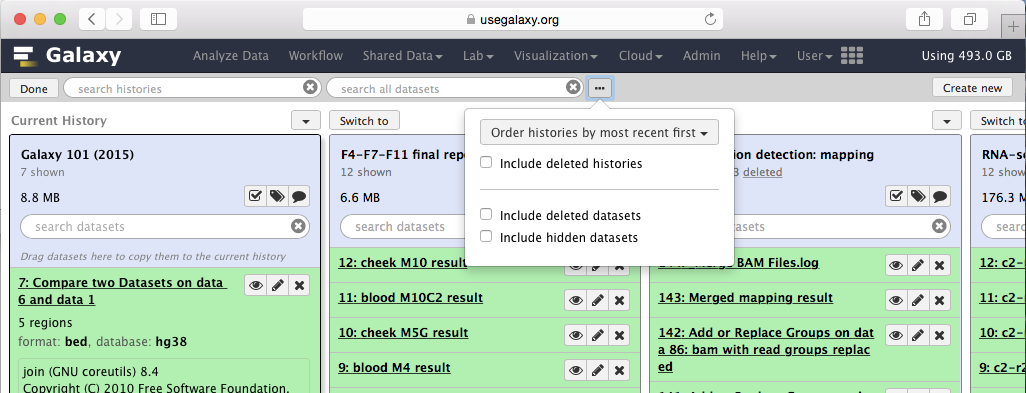 usegalaxy.org
Galaxy Analyze Data Workflow Shared Data Lab Visualization Cloud Admin Help User Using 493.0 GB
Done search histories search all datasets ... Create new
Current History Switch to Switch to
Order histories by most recent first
Include deleted histories
Include deleted datasets
Include hidden datasets
Galaxy 101 (2015)
7 shown
8.8 MB
search datasets
Drag datasets here to copy them to the current history
7: Compare two Datasets on data
6 and data 1
5 regions
format: bed, database: hg38
join (GNU coreutils) 8.4
Copyright (C) 2010 Free Software Foundation,
F4-F7-F11 final rep
12 shown
6.6 MB
search datasets
12: cheek M10 result
11: blood M10C2 result
10: cheek M5G result
9: blood M4 result
ion detection: mapping
3 deleted
search datasets
BAM Files.log
143: Merged mapping result
142: Add or Replace Groups on dat
a 86: bam with read groups replac
ed
RNA-s
12 shown
176.3 M
search
12: c2-r
11: c2-
10: c2-
9: c2-r2